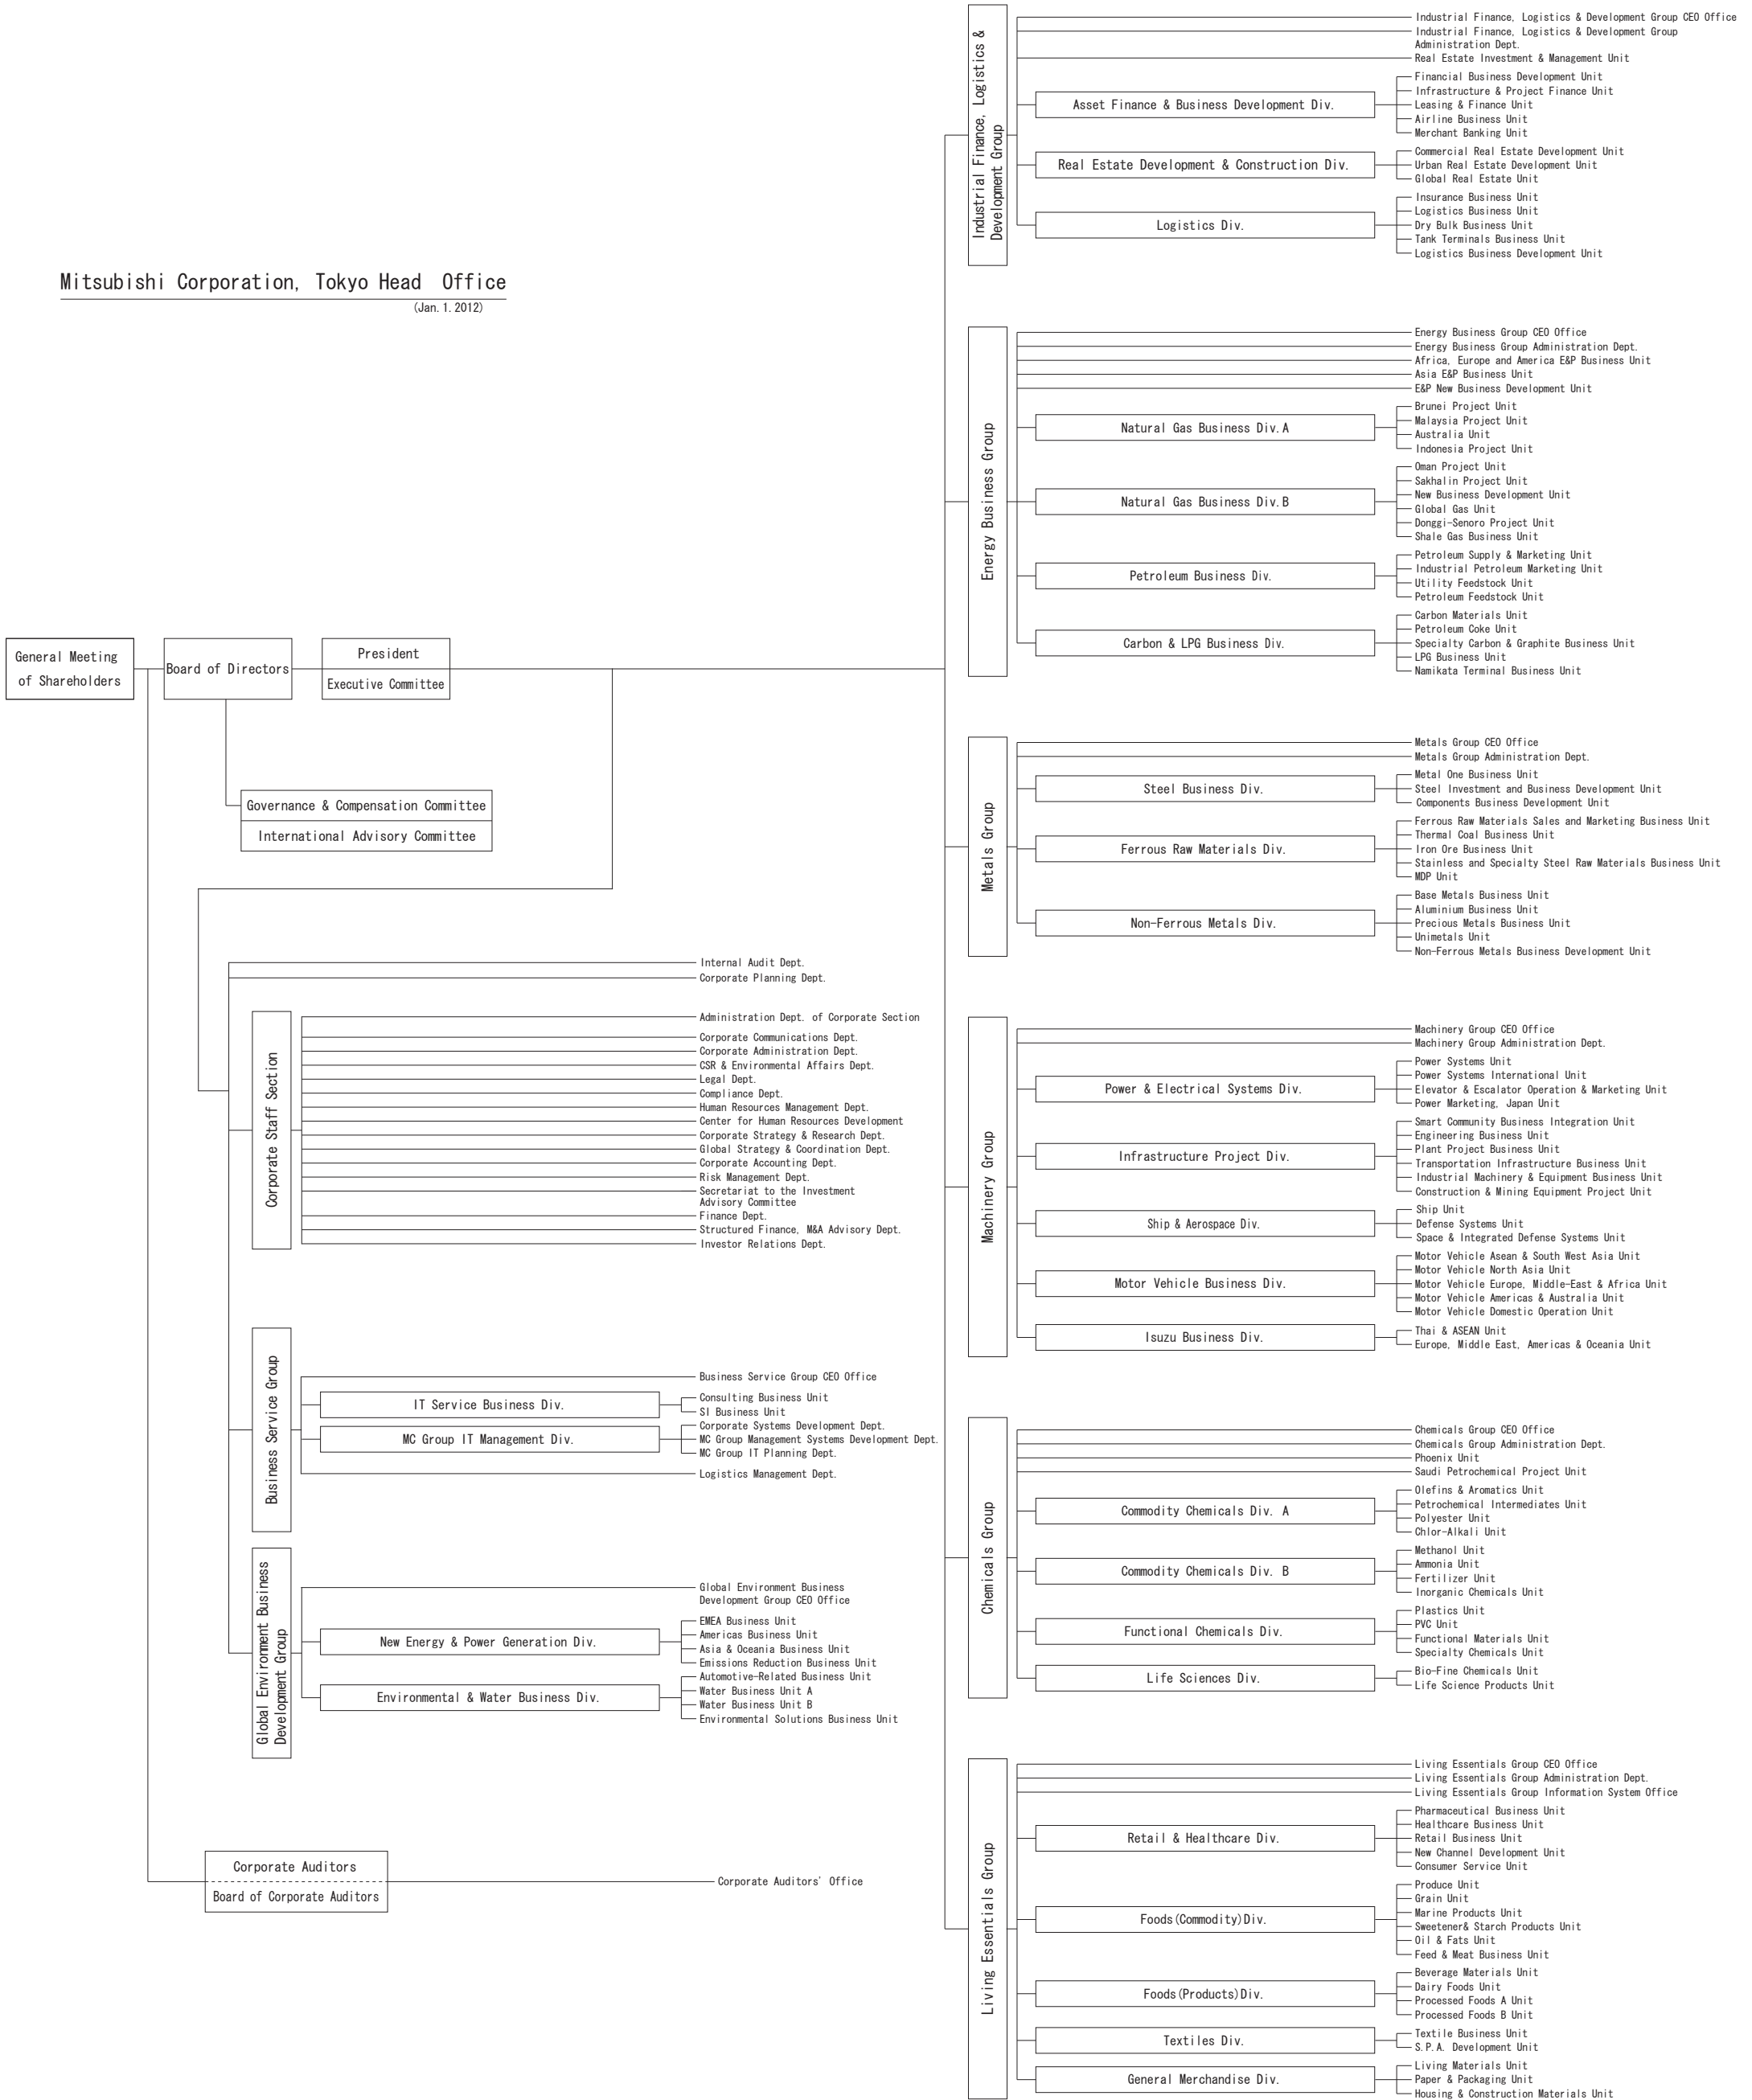 Mitsubishi Corporation, Tokyo Head Office
(Jan. 1. 2012)
General Meeting
of Shareholders
Board of Directors
President
Executive Committee
Governance & Compensation Committee
International Advisory Committee
Internal Audit Dept.
Corporate Planning Dept.
Corporate Staff Section
Administration Dept. of Corporate Section
Corporate Communications Dept.
Corporate Administration Dept.
CSR & Environmental Affairs Dept.
Legal Dept.
Compliance Dept.
Human Resources Management Dept.
Center for Human Resources Development
Corporate Strategy & Research Dept.
Global Strategy & Coordination Dept.
Corporate Accounting Dept.
Risk Management Dept.
Secretariat to the Investment
Advisory Committee
Finance Dept.
Structured Finance, M&A Advisory Dept.
Investor Relations Dept.
Business Service Group
Business Service Group CEO Office
IT Service Business Div.
Consulting Business Unit
SI Business Unit
MC Group IT Management Div.
Corporate Systems Development Dept.
MC Group Management Systems Development Dept.
MC Group IT Planning Dept.
Logistics Management Dept.
Global Environment Business
Development Group
Global Environment Business
Development Group CEO Office
New Energy & Power Generation Div.
EMEA Business Unit
Americas Business Unit
Asia & Oceania Business Unit
Emissions Reduction Business Unit
Environmental & Water Business Div.
Automotive-Related Business Unit
Water Business Unit A
Water Business Unit B
Environmental Solutions Business Unit
Corporate Auditors
Board of Corporate Auditors
Corporate Auditors' Office
Industrial Finance, Logistics &
Development Group
Industrial Finance, Logistics & Development Group CEO Office
Industrial Finance, Logistics & Development Group
Administration Dept.
Real Estate Investment & Management Unit
Asset Finance & Business Development Div.
Financial Business Development Unit
Infrastructure & Project Finance Unit
Leasing & Finance Unit
Airline Business Unit
Merchant Banking Unit
Real Estate Development & Construction Div.
Commercial Real Estate Development Unit
Urban Real Estate Development Unit
Global Real Estate Unit
Logistics Div.
Insurance Business Unit
Logistics Business Unit
Dry Bulk Business Unit
Tank Terminals Business Unit
Logistics Business Development Unit
Energy Business Group
Energy Business Group CEO Office
Energy Business Group Administration Dept.
Africa, Europe and America E&P Business Unit
Asia E&P Business Unit
E&P New Business Development Unit
Natural Gas Business Div.A
Brunei Project Unit
Malaysia Project Unit
Australia Unit
Indonesia Project Unit
Natural Gas Business Div.B
Oman Project Unit
Sakhalin Project Unit
New Business Development Unit
Global Gas Unit
Donggi-Senoro Project Unit
Shale Gas Business Unit
Petroleum Business Div.
Petroleum Supply & Marketing Unit
Industrial Petroleum Marketing Unit
Utility Feedstock Unit
Petroleum Feedstock Unit
Carbon & LPG Business Div.
Carbon Materials Unit
Petroleum Coke Unit
Specialty Carbon & Graphite Business Unit
LPG Business Unit
Namikata Terminal Business Unit
Metals Group
Metals Group CEO Office
Metals Group Administration Dept.
Steel Business Div.
Metal One Business Unit
Steel Investment and Business Development Unit
Components Business Development Unit
Ferrous Raw Materials Div.
Ferrous Raw Materials Sales and Marketing Business Unit
Thermal Coal Business Unit
Iron Ore Business Unit
Stainless and Specialty Steel Raw Materials Business Unit
MDP Unit
Non-Ferrous Metals Div.
Base Metals Business Unit
Aluminium Business Unit
Precious Metals Business Unit
Unimetals Unit
Non-Ferrous Metals Business Development Unit
Machinery Group
Machinery Group CEO Office
Machinery Group Administration Dept.
Power & Electrical Systems Div.
Power Systems Unit
Power Systems International Unit
Elevator & Escalator Operation & Marketing Unit
Power Marketing, Japan Unit
Infrastructure Project Div.
Smart Community Business Integration Unit
Engineering Business Unit
Plant Project Business Unit
Transportation Infrastructure Business Unit
Industrial Machinery & Equipment Business Unit
Construction & Mining Equipment Project Unit
Ship & Aerospace Div.
Ship Unit
Defense Systems Unit
Space & Integrated Defense Systems Unit
Motor Vehicle Business Div.
Motor Vehicle Asean & South West Asia Unit
Motor Vehicle North Asia Unit
Motor Vehicle Europe, Middle-East & Africa Unit
Motor Vehicle Americas & Australia Unit
Motor Vehicle Domestic Operation Unit
Isuzu Business Div.
Thai & ASEAN Unit
Europe, Middle East, Americas & Oceania Unit
Chemicals Group
Chemicals Group CEO Office
Chemicals Group Administration Dept.
Phoenix Unit
Saudi Petrochemical Project Unit
Commodity Chemicals Div. A
Olefins & Aromatics Unit
Petrochemical Intermediates Unit
Polyester Unit
Chlor-Alkali Unit
Commodity Chemicals Div. B
Methanol Unit
Ammonia Unit
Fertilizer Unit
Inorganic Chemicals Unit
Functional Chemicals Div.
Plastics Unit
PVC Unit
Functional Materials Unit
Specialty Chemicals Unit
Life Sciences Div.
Bio-Fine Chemicals Unit
Life Science Products Unit
Living Essentials Group
Living Essentials Group CEO Office
Living Essentials Group Administration Dept.
Living Essentials Group Information System Office
Retail & Healthcare Div.
Pharmaceutical Business Unit
Healthcare Business Unit
Retail Business Unit
New Channel Development Unit
Consumer Service Unit
Foods(Commodity)Div.
Produce Unit
Grain Unit
Marine Products Unit
Sweetener& Starch Products Unit
Oil & Fats Unit
Feed & Meat Business Unit
Foods(Products)Div.
Beverage Materials Unit
Dairy Foods Unit
Processed Foods A Unit
Processed Foods B Unit
Textiles Div.
Textile Business Unit
S.P.A. Development Unit
General Merchandise Div.
Living Materials Unit
Paper & Packaging Unit
Housing & Construction Materials Unit